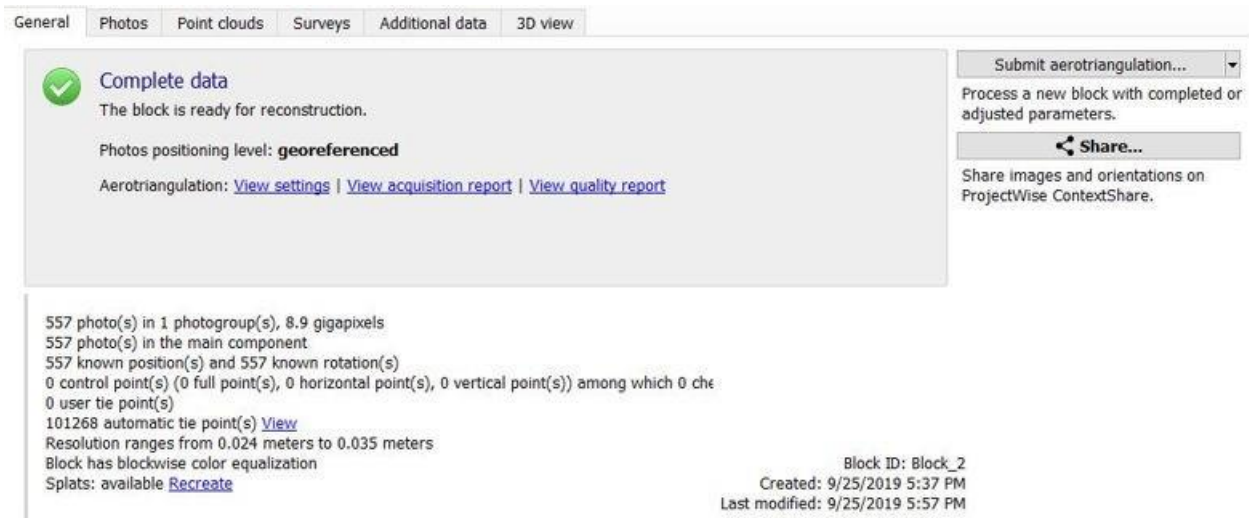 General Photos Point clouds Surveys Additional data 3D view
Complete data
The block is ready for reconstruction.
Photos positioning level: georeferenced
Aerotriangulation: View settings | View acquisition report | View quality report
Submit aerotriangulation...
Process a new block with completed or
adjusted parameters.
Share...
Share images and orientations on
ProjectWise ContextShare.
557 photo(s) in 1 photogroup(s), 8.9 gigapixels
557 photo(s) in the main component
557 known position(s) and 557 known rotation(s)
0 control point(s) (0 full point(s), 0 horizontal point(s), 0 vertical point(s)) among which 0 che
0 user tie point(s)
101268 automatic tie point(s) View
Resolution ranges from 0.024 meters to 0.035 meters
Block has blockwise color equalization
Splats: available Recreate
Block ID: Block_2
Created: 9/25/2019 5:37 PM
Last modified: 9/25/2019 5:57 PM